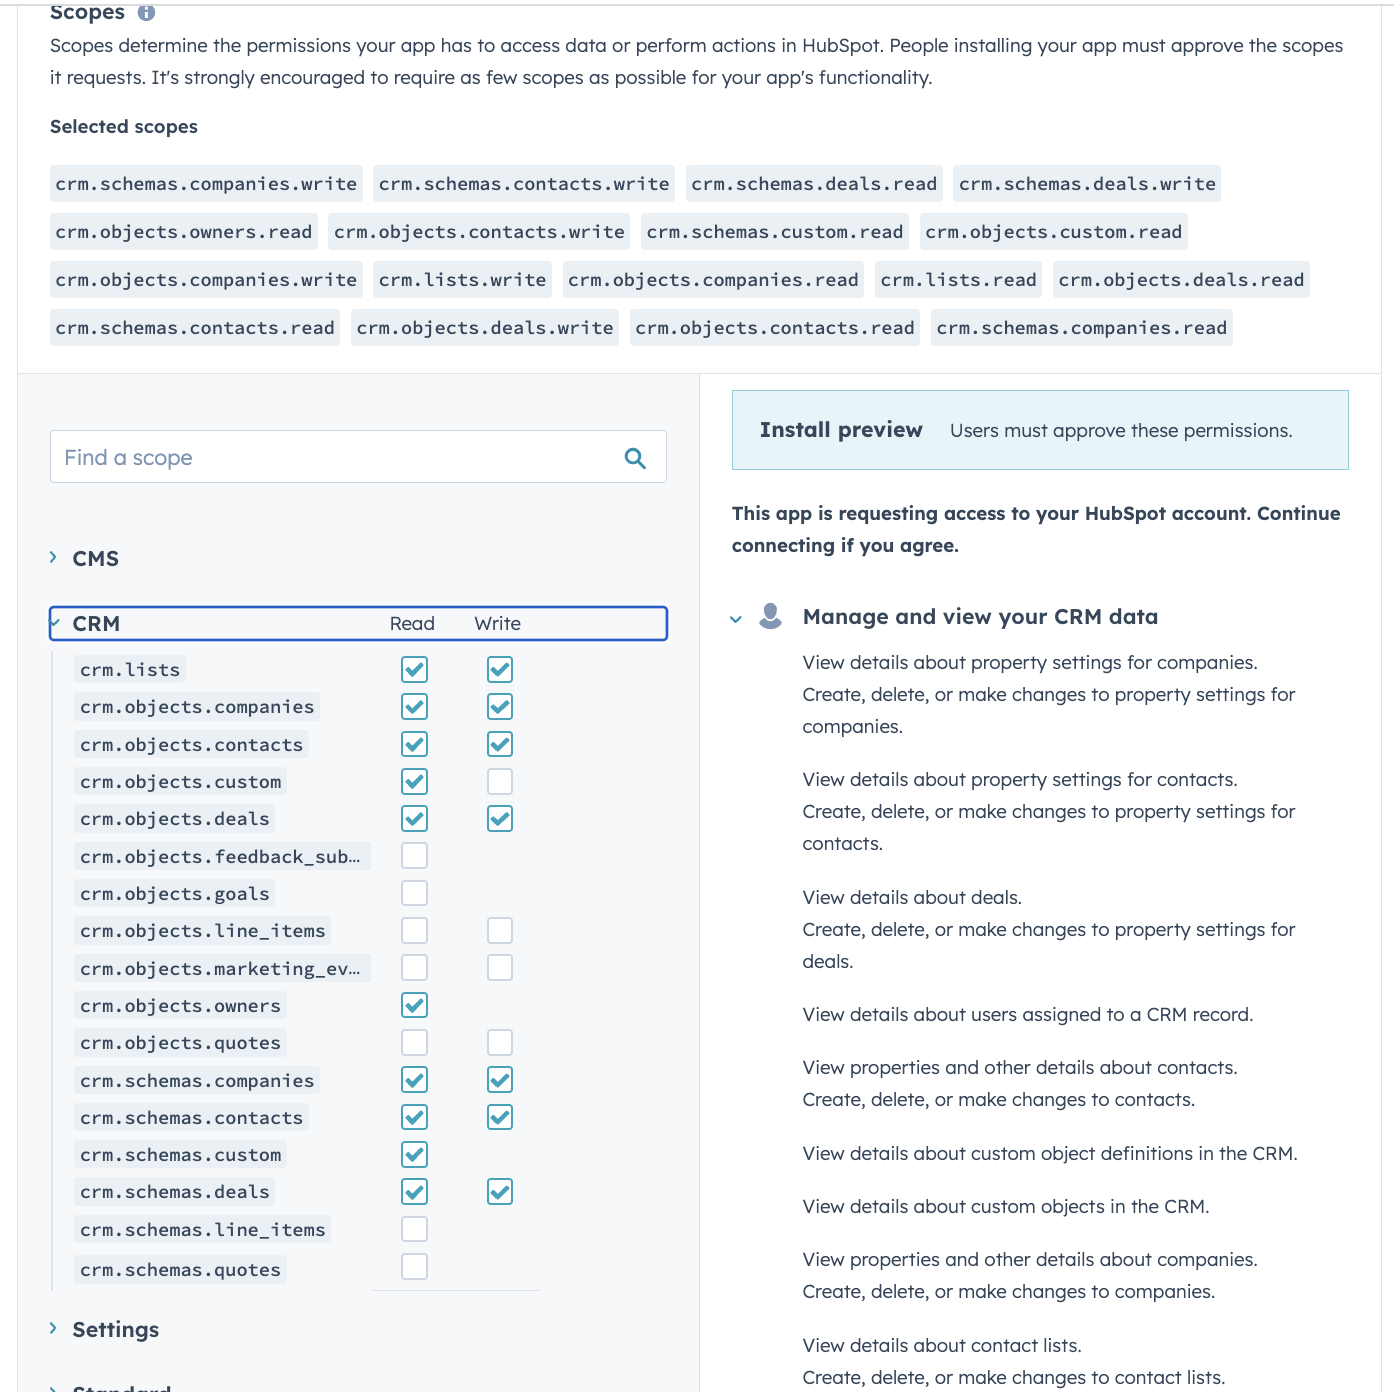 Scopes
Scopes determine the permissions your app has to access data or perform actions in HubSpot. People installing your app must approve the scopes
it requests. It's strongly encouraged to require as few scopes as possible for your app's functionality.
Selected scopes
crm.schemas.companies.write crm.schemas.contacts.write crm.schemas.deals.read crm.schemas.deals.write
crm.objects.owners.read crm.objects.contacts.write crm.schemas.custom.read crm.objects.custom.read
crm.objects.companies.write crm.lists.write crm.objects.companies.read crm.lists.read crm.objects.deals.read
crm.schemas.contacts.read crm.objects.deals.write crm.objects.contacts.read crm.schemas.companies.read
Find a scope
CMS
CRM Read Write
crm.lists
crm.objects.companies
crm.objects.contacts
crm.objects.custom
crm.objects.deals
crm.objects.feedback_sub...
crm.objects.goals
crm.objects.line_items
crm.objects.marketing_ev...
crm.objects.owners
crm.objects.quotes
crm.schemas.companies
crm.schemas.contacts
crm.schemas.custom
crm.schemas.deals
crm.schemas.line_items
crm.schemas.quotes
Settings
Standard
Install preview Users must approve these permissions.
This app is requesting access to your HubSpot account. Continue
connecting if you agree.
Manage and view your CRM data
View details about property settings for companies.
Create, delete, or make changes to property settings for
companies.
View details about property settings for contacts.
Create, delete, or make changes to property settings for
contacts.
View details about deals.
Create, delete, or make changes to property settings for
deals.
View details about users assigned to a CRM record.
View properties and other details about contacts.
Create, delete, or make changes to contacts.
View details about custom object definitions in the CRM.
View details about custom objects in the CRM.
View properties and other details about companies.
Create, delete, or make changes to companies.
View details about contact lists.
Create, delete, or make changes to contact lists.